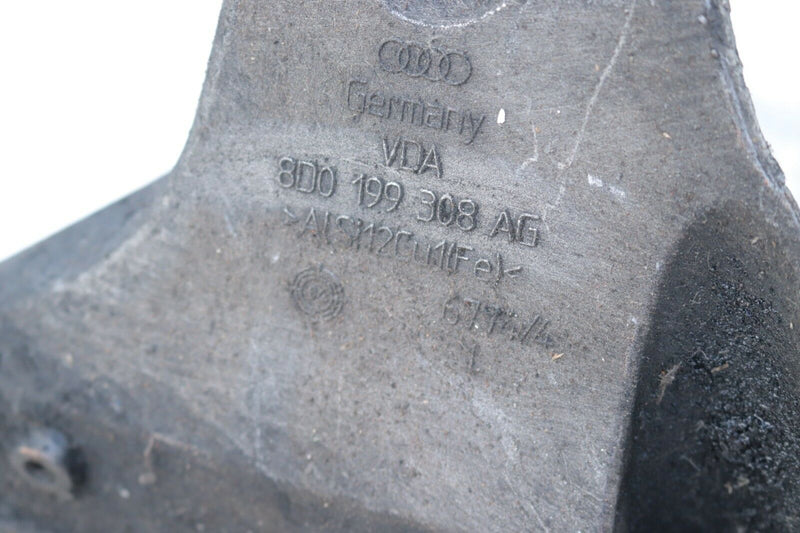 Germany
VDA
8D0 199 308 AG
>AlSi12Cu1(Fe)<